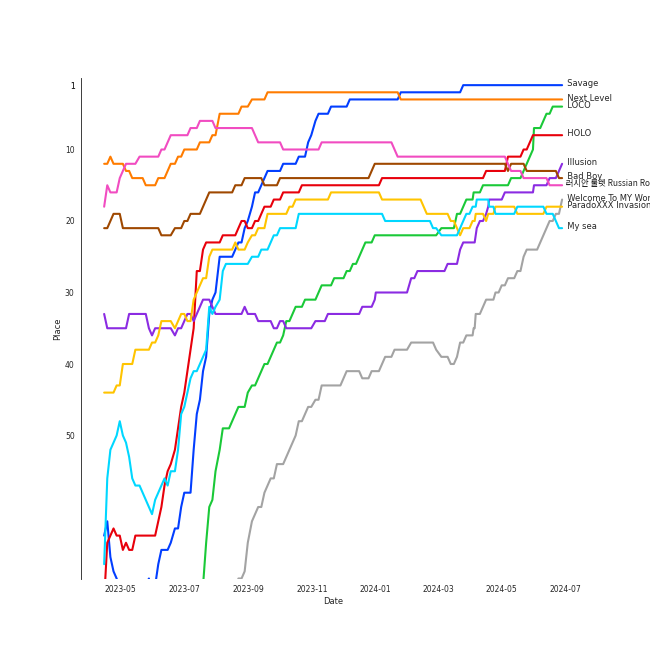 1
10
20
30
40
50
Place
2023-05
2023-07
2023-09
2023-11
2024-01
2024-03
2024-05
2024-07
Date
Savage
Next Level
LOCO
HOLO
Illusion
Bad Boy
러시안 룰렛 Russian Ro
Welcome To MY Wor
ParadoXXX Invasion
My sea